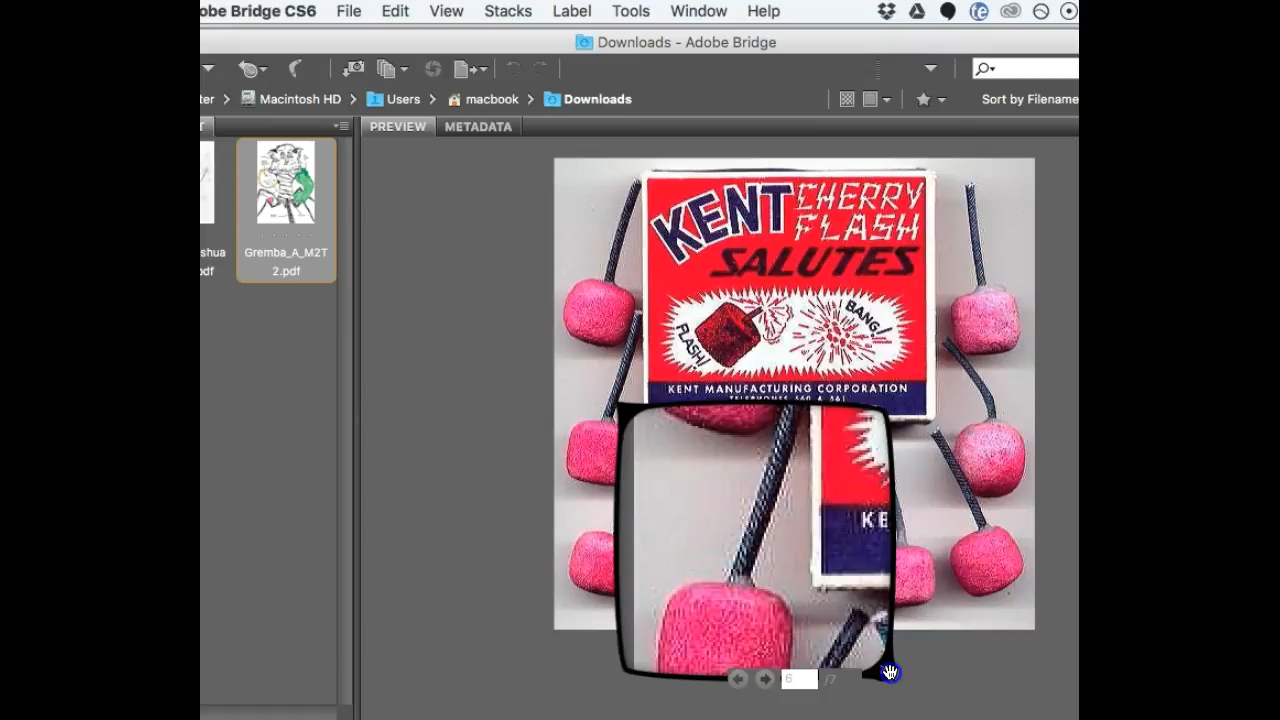 obe Bridge CS6 File Edit View Stacks Label Tools Window Help
Downloads - Adobe Bridge
ter Macintosh HD Users macbook Downloads
Sort by Filename
T
PREVIEW METADATA
shua
pdf
Gremba_A_M2T
2.pdf
KENT CHERRY
FLASH
SALUTES
FLASH!
BANG!
KENT MANUFACTURING CORPORATION
KE
6 /7